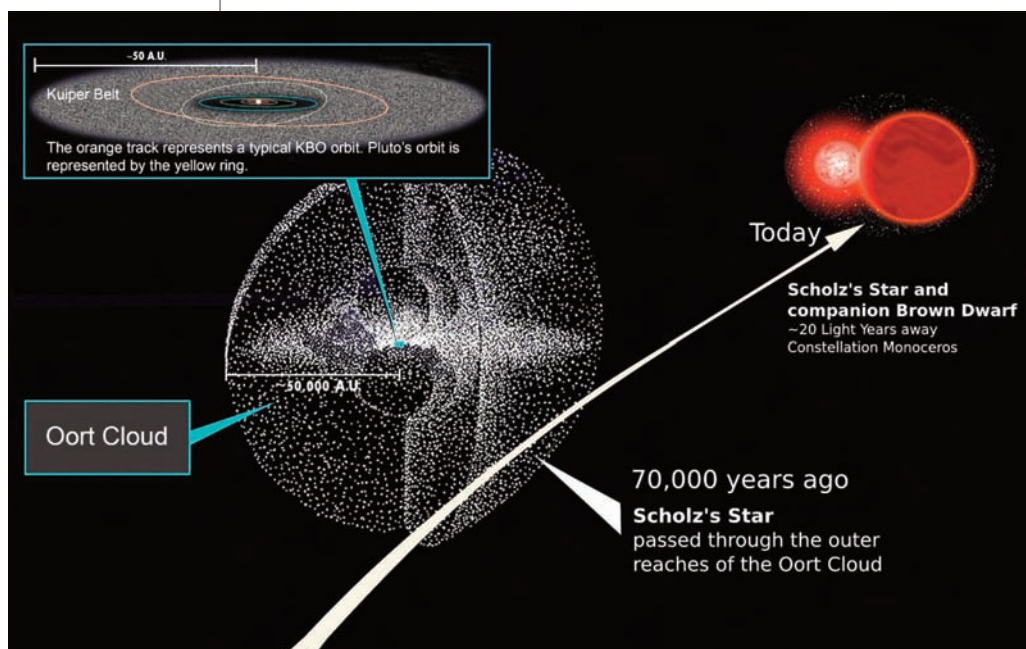 ~50 A.U.
Kuiper Belt
The orange track represents a typical KBO orbit. Pluto's orbit is
represented by the yellow ring.
Today
Scholz's Star and
companion Brown Dwarf
~20 Light Years away
Constellation Monoceros
~50,000 A.U.
Oort Cloud
70,000 years ago
Scholz's Star
passed through the outer
reaches of the Oort Cloud